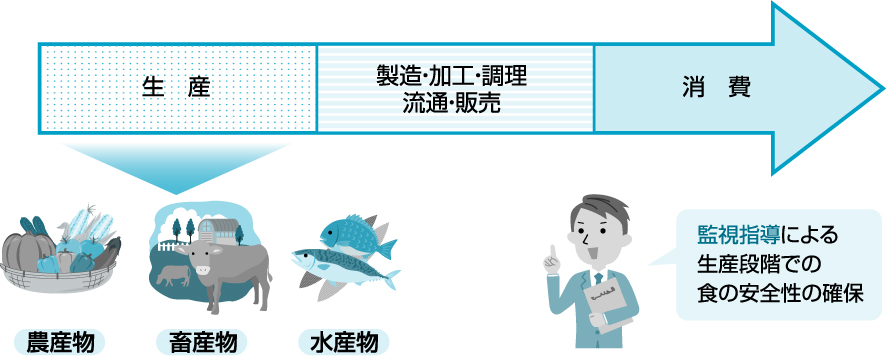 生　産
製造・加工・調理
流通・販売
消　費
農産物
畜産物
水産物
監視指導による
生産段階での
食の安全性の確保